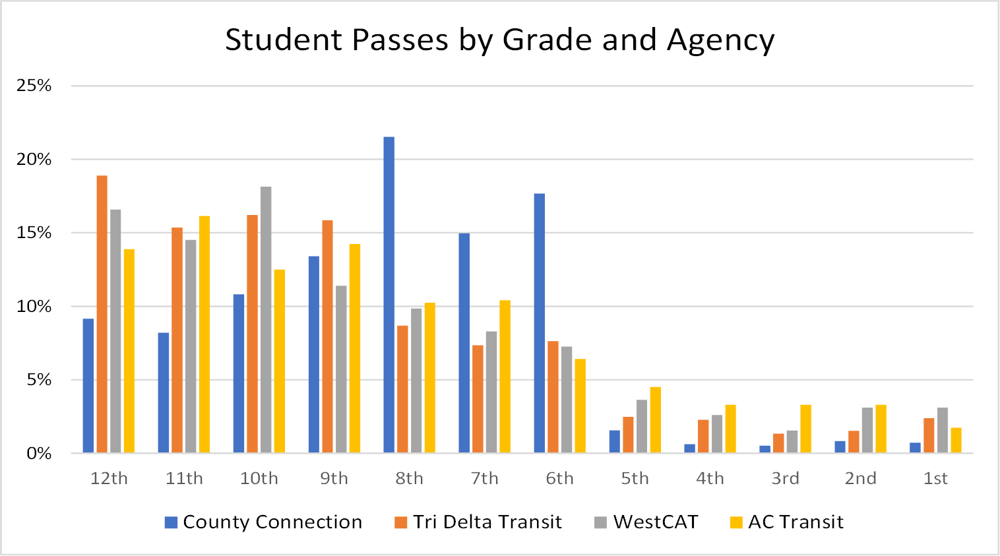 Student Passes by Grade and Agency
25%
20%
15%
10%
5%
0%
12th 11th 10th 9th 8th 7th 6th 5th 4th 3rd 2nd 1st
County Connection Tri Delta Transit WestCAT AC Transit